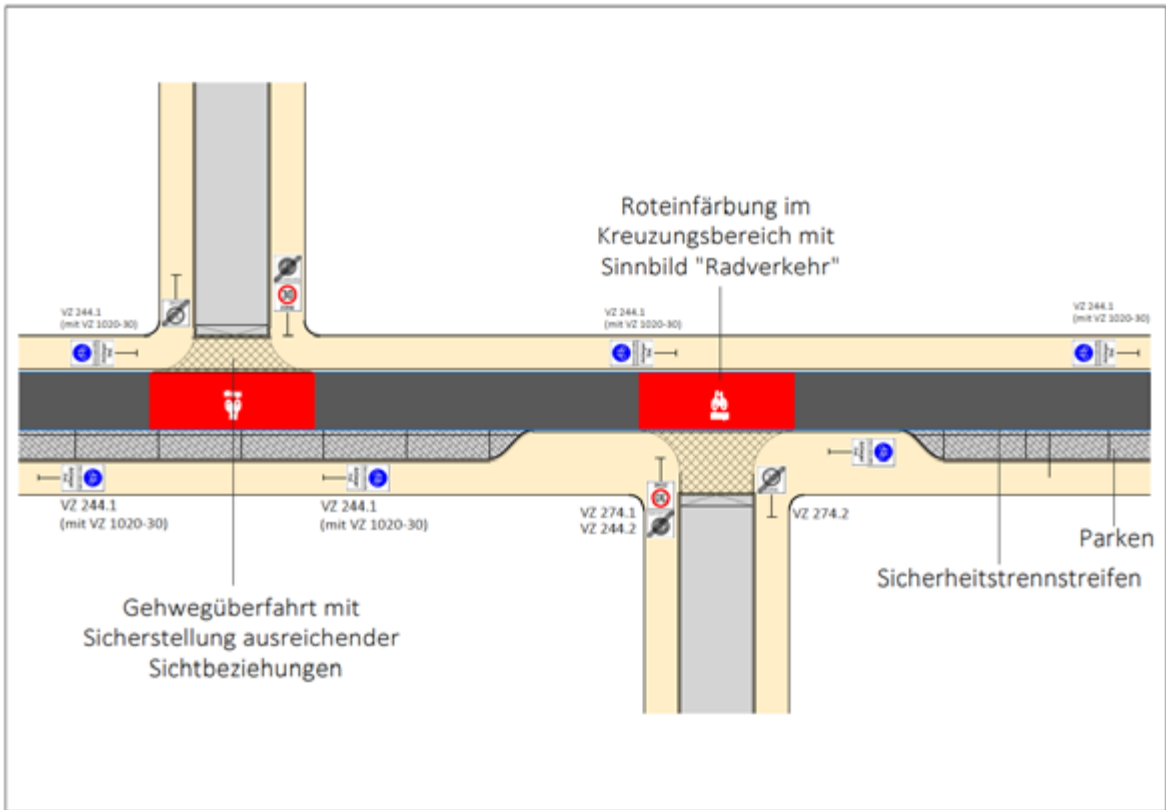 Roteinfärbung im
Kreuzungsbereich mit
Sinnbild "Radverkehr"
VZ 244.1
(mit VZ 1020-30)
VZ 244.1
(mit VZ 1020-30)
VZ 244.1
(mit VZ 1020-30)
30
VZ 244.1
(mit VZ 1020-30)
VZ 244.1
(mit VZ 1020-30)
VZ 274.1
VZ 244.2
VZ 274.2
Parken
Sicherheitstrennstreifen
Gehwegüberfahrt mit
Sicherstellung ausreichender
Sichtbeziehungen